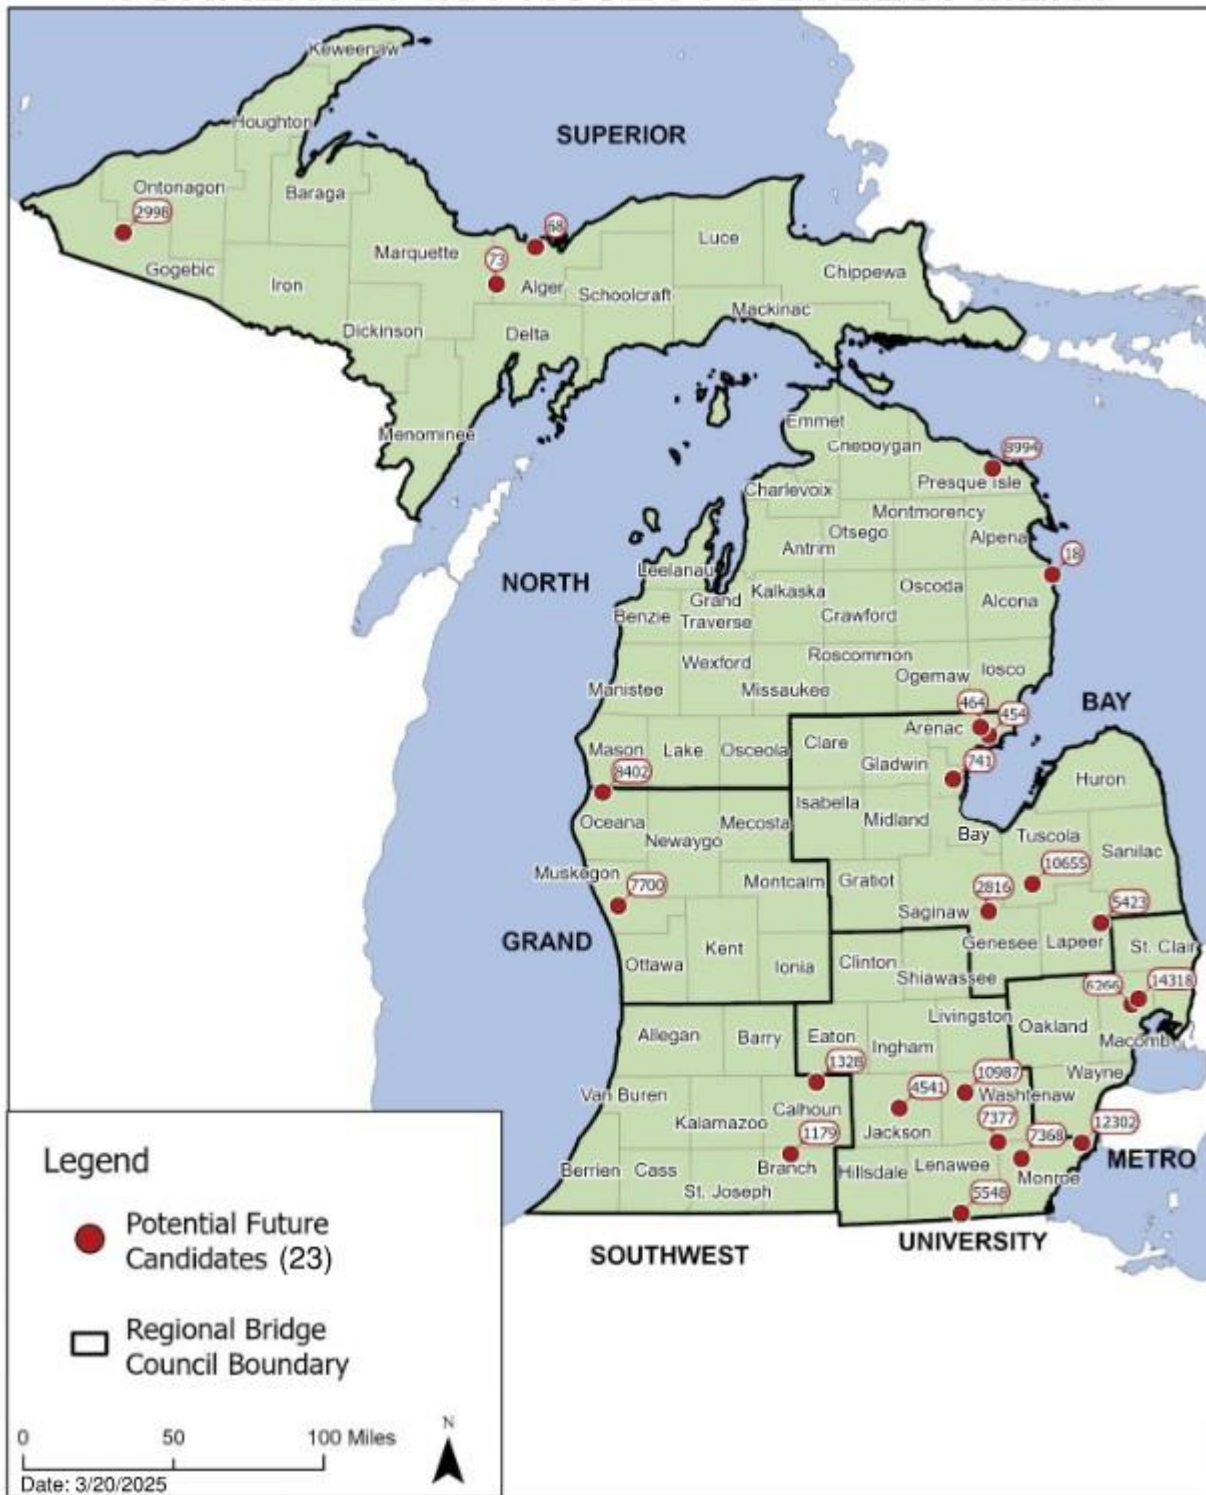 Keweenaw
Houghton
SUPERIOR
Ontonagon
Baraga
2998
68
Luce
Marquette
73
Chippewa
Gogebic
Iron
Alger
Schoolcraft
Mackinac
Dickinson
Delta
Menominee
Emmet
Cheboygan
8994
Presque Isle
Charlevoix
Montmorency
Otsego
Alpena
Antrim
18
NORTH
Leelanau
Kalkaska
Oscoda
Alcona
Grand
Traverse
Benzie
Crawford
Wexford
Roscommon
Ogemaw
Iosco
Manistee
Missaukee
464
454
BAY
Arenac
Mason
Lake
Osceola
Clare
Gladwin
741
8402
Huron
Isabella
Oceana
Mecosta
Midland
Newaygo
Bay
Tuscola
Sanilac
10655
Muskegon
7700
Montcalm
Gratiot
2816
Saginaw
5423
GRAND
Kent
Genesee
Lapeer
St. Clair
Ottawa
Ionia
Clinton
Shiawassee
6266
14318
Livingston
Oakland
Allegan
Barry
Eaton
Ingham
Macomb
1328
10987
Wayne
Van Buren
Washtenaw
Calhoun
4541
Kalamazoo
Jackson
7377
7368
12302
1179
METRO
Berrien
Cass
Branch
Hillsdale
Lenawee
Monroe
St. Joseph
5548
SOUTHWEST
UNIVERSITY
Legend
Potential Future
Candidates (23)
Regional Bridge
Council Boundary
N
0 50 100 Miles
Date: 3/20/2025